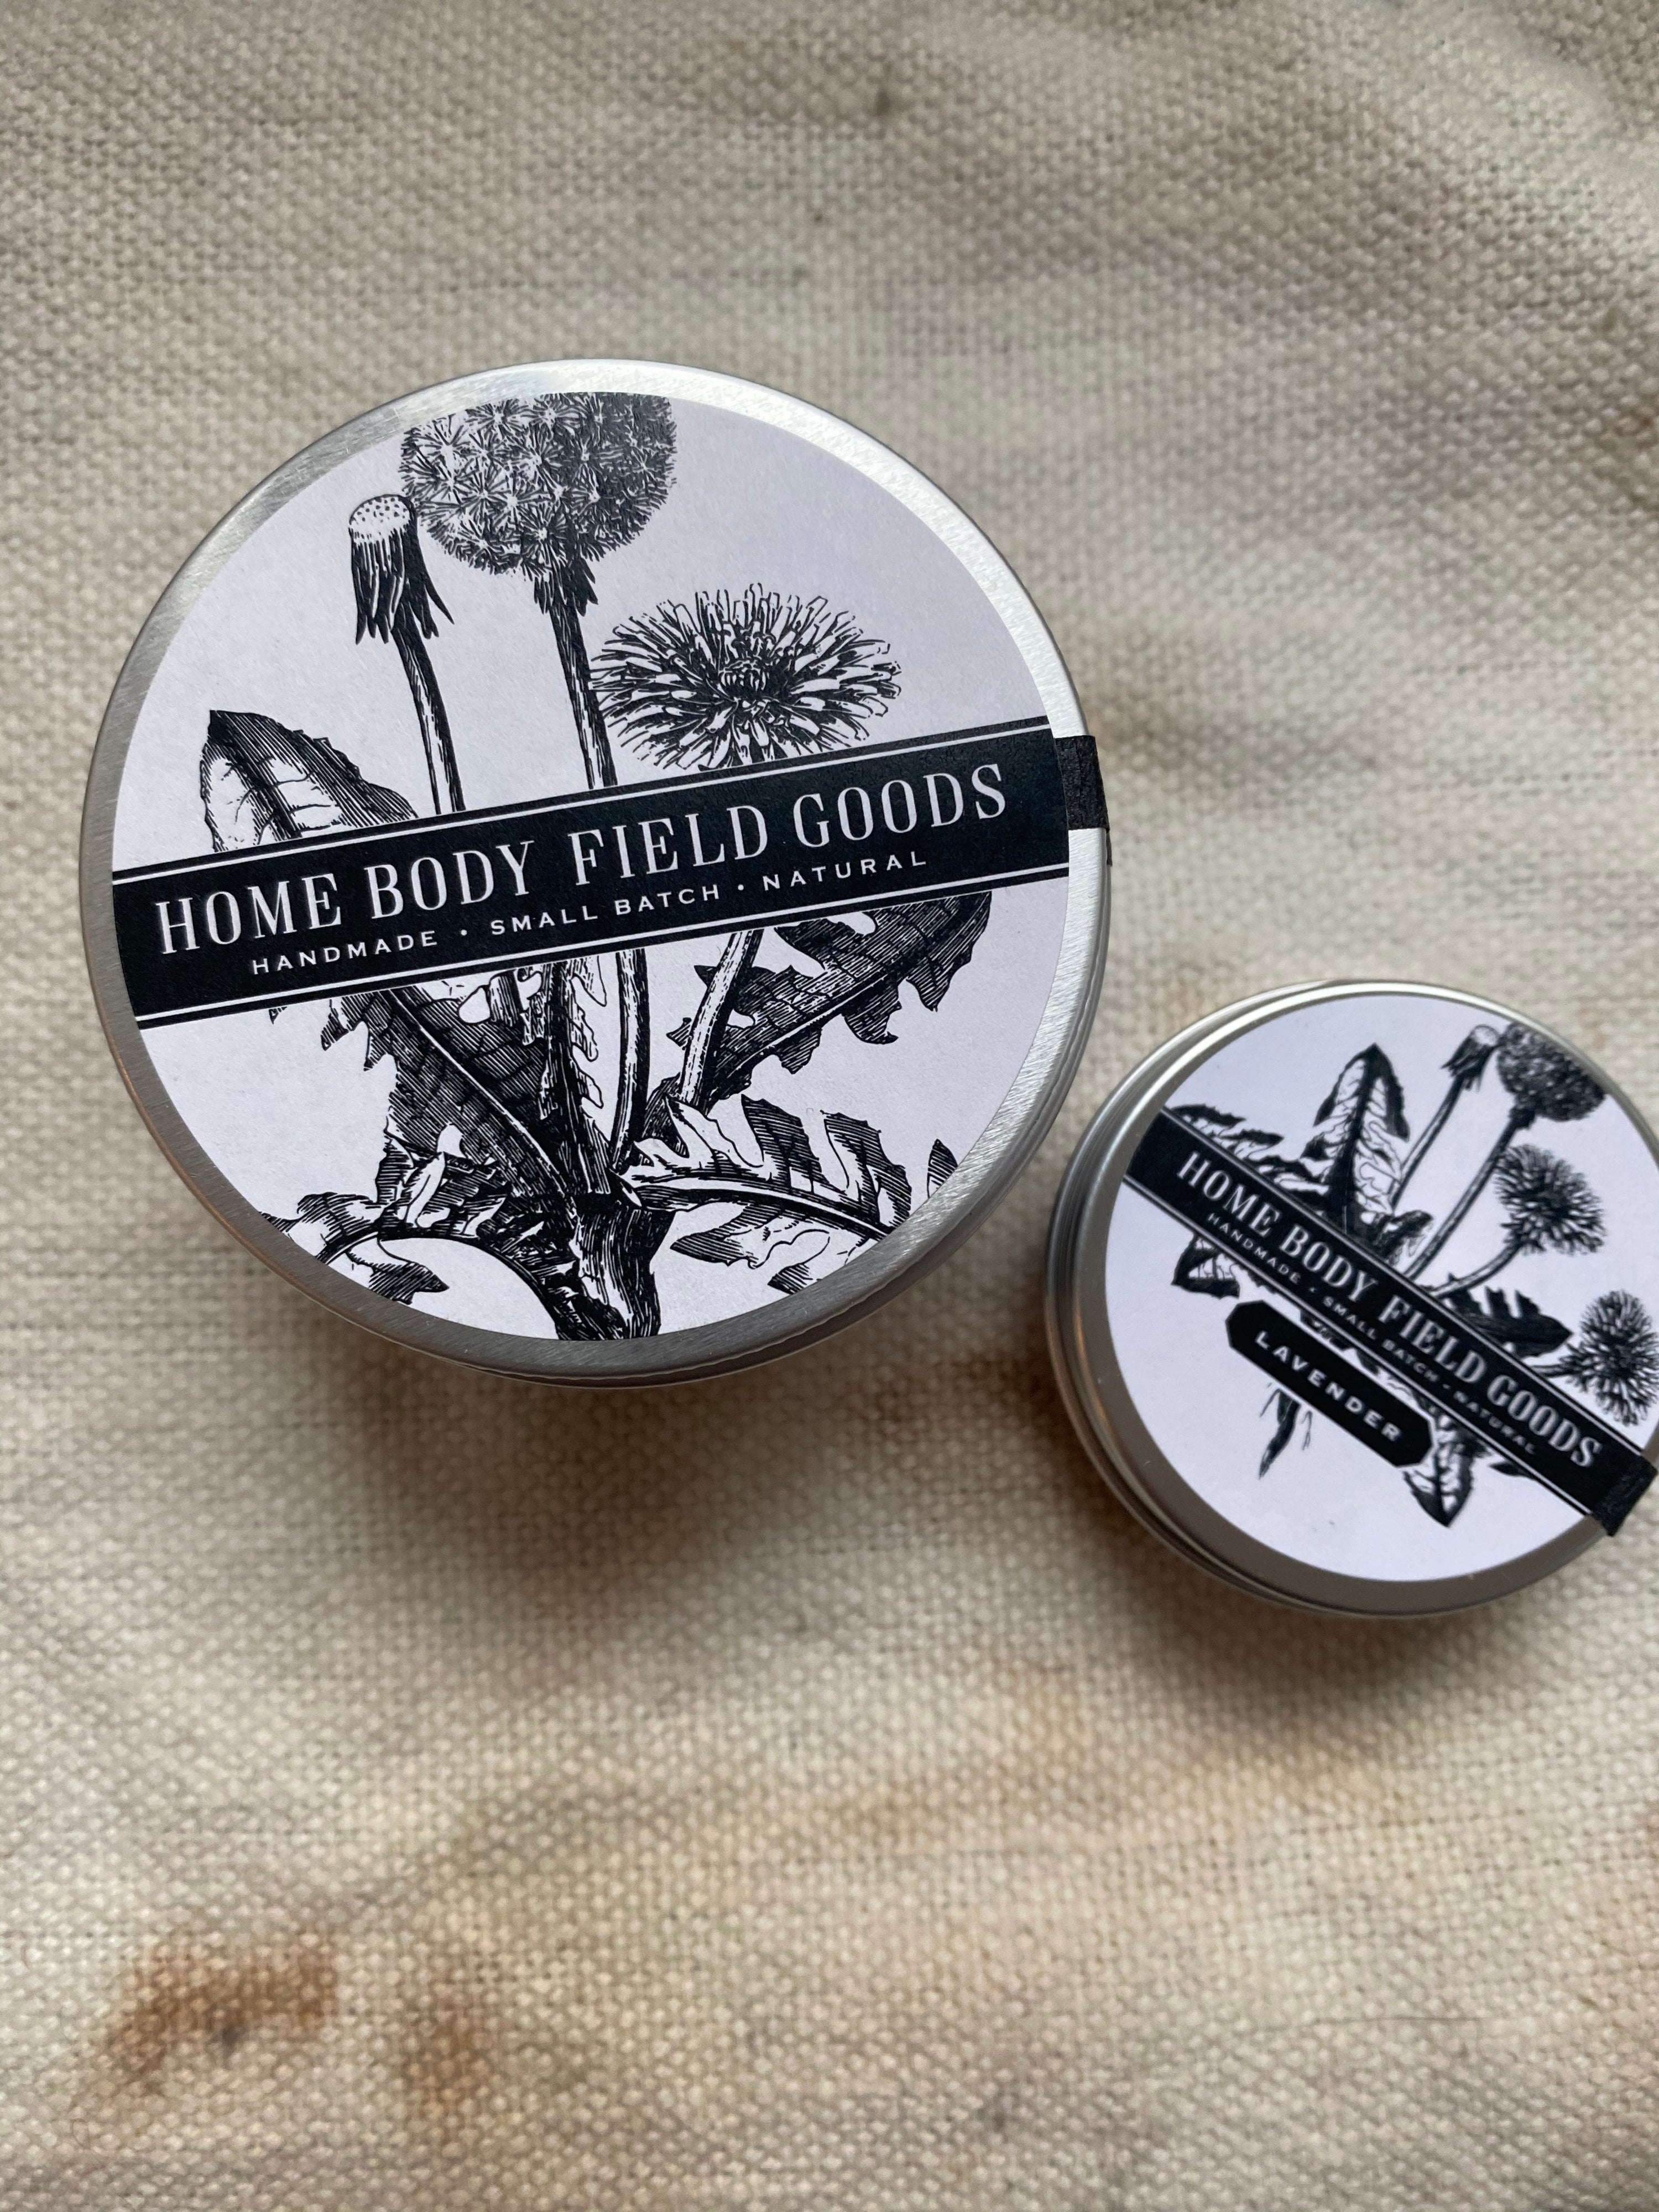 HOME BODY FIELD GOODS
HANDMADE • SMALL BATCH • NATURAL
HOME BODY FIELD GOODS
HANDMADE • SMALL BATCH • NATURAL
LAVENDER